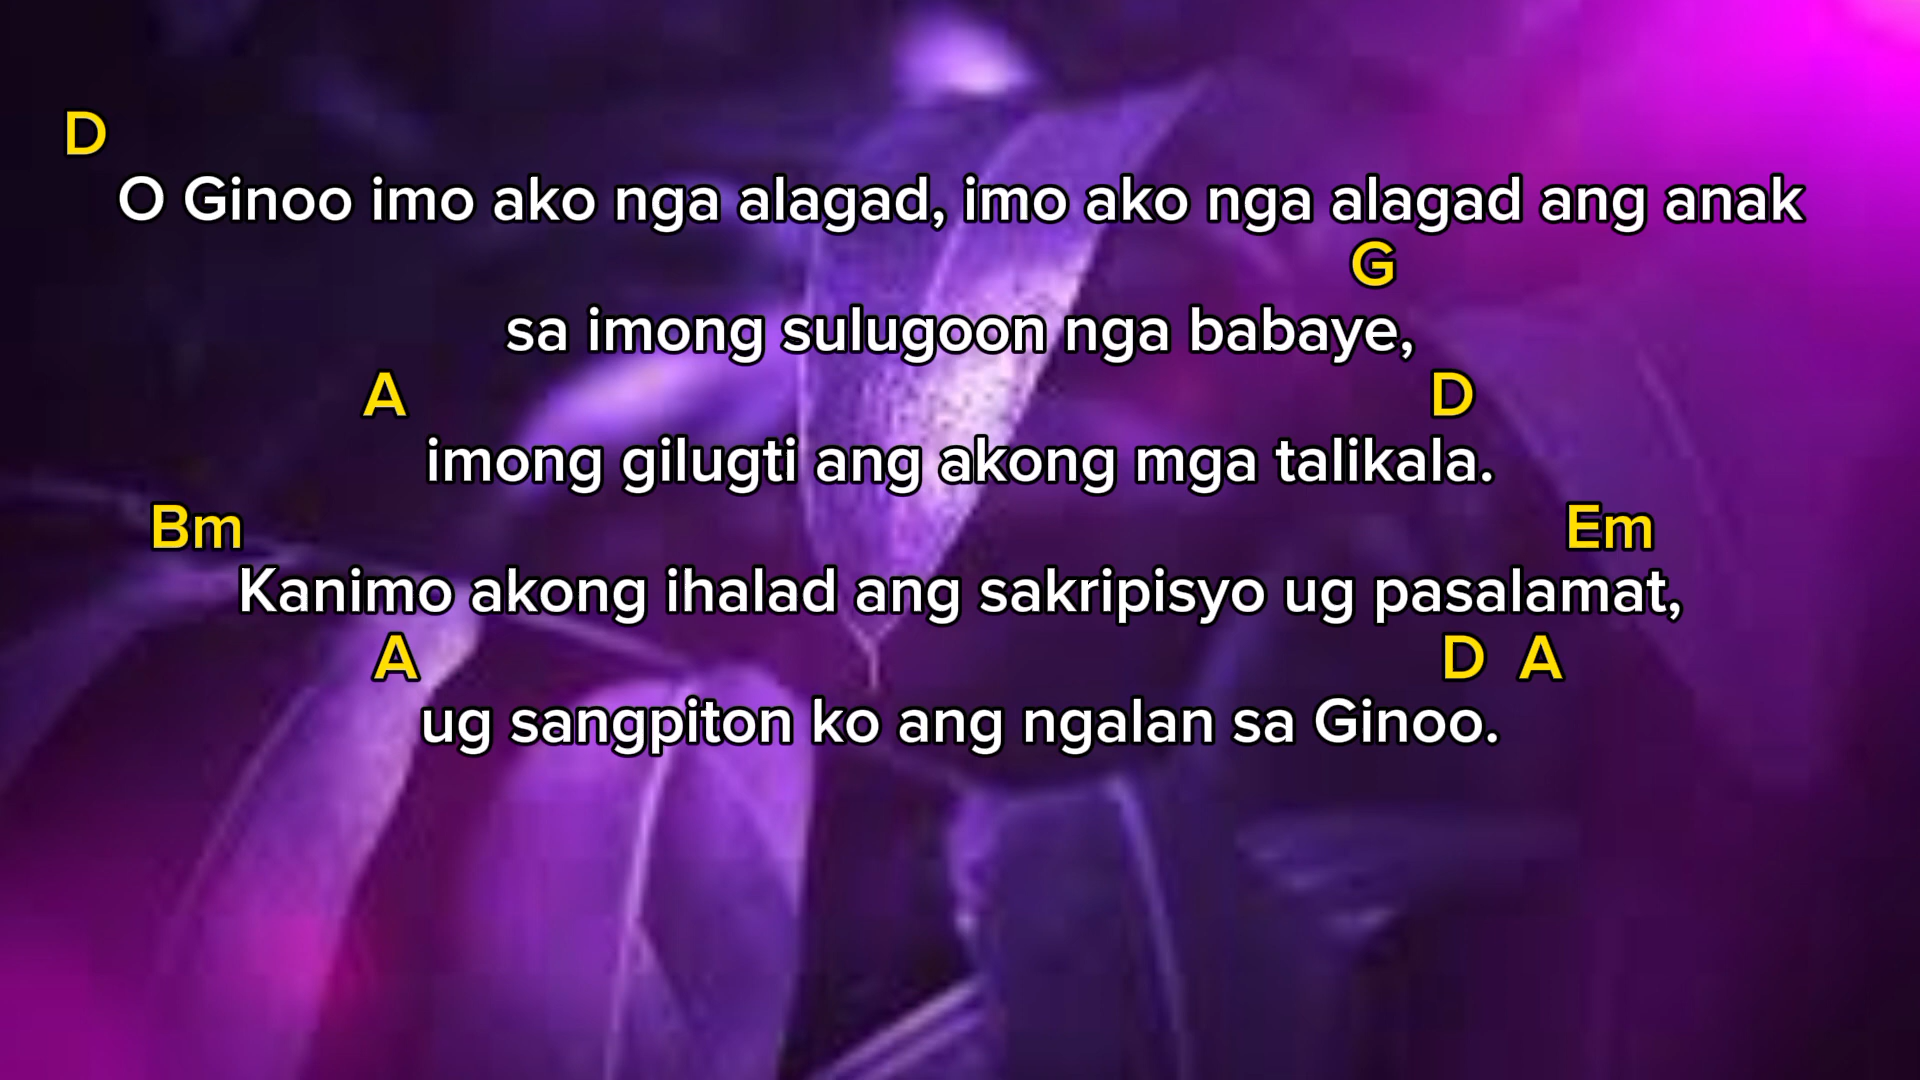 D
O Ginoo imo ako nga alagad, imo ako nga alagad ang anak
G
sa imong sulugoon nga babaye,
A D
imong gilugti ang akong mga talikala.
Bm Em
Kanimo akong ihalad ang sakripisyo ug pasalamat,
A D A
ug sangpiton ko ang ngalan sa Ginoo.